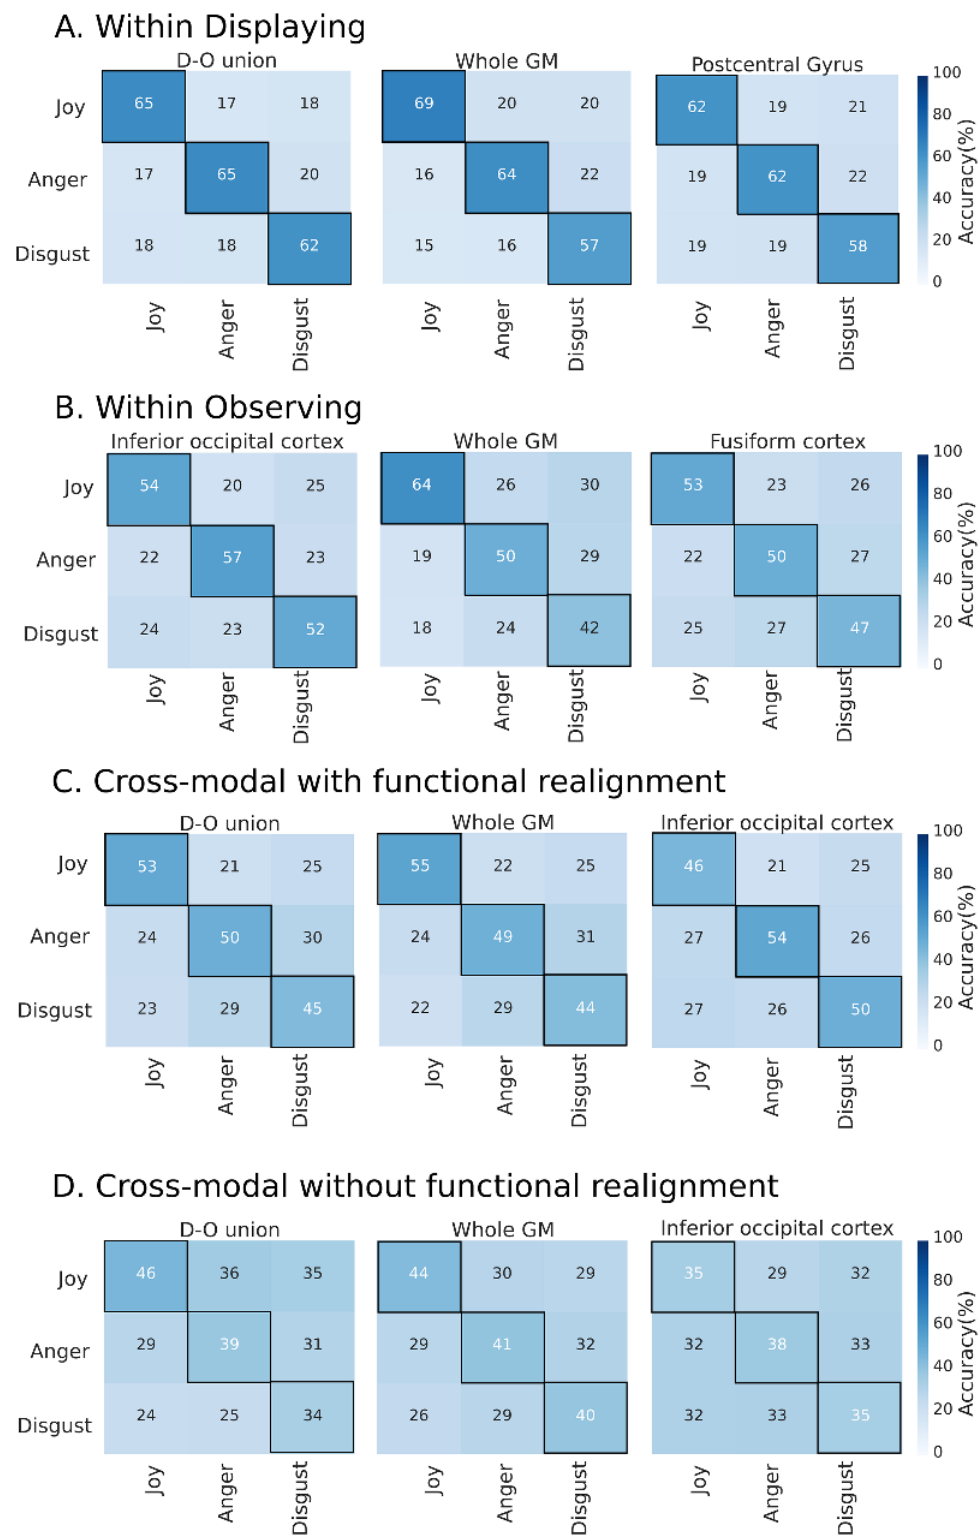 A. Within Displaying
D-O union Whole GM Postcentral Gyrus
100
Joy 65 17 18 69 20 20 62 19 21
80
60
Anger 17 65 20 16 64 22 19 62 22
40
Disgust 18 18 62 15 16 57 19 19 58
20
0
Accuracy(%)
Joy Anger Disgust Joy Anger Disgust Joy Anger Disgust
B. Within Observing
Inferior occipital cortex Whole GM Fusiform cortex
100
Joy 54 20 25 64 26 30 53 23 26
80
60
Anger 22 57 23 19 50 29 22 50 27
40
Disgust 24 23 52 18 24 42 25 27 47
20
0
Accuracy(%)
Joy Anger Disgust Joy Anger Disgust Joy Anger Disgust
C. Cross-modal with functional realignment
D-O union Whole GM Inferior occipital cortex
100
Joy 53 21 25 55 22 25 46 21 25
80
60
Anger 24 50 30 24 49 31 27 54 26
40
Disgust 23 29 45 22 29 44 27 26 50
20
0
Accuracy(%)
Joy Anger Disgust Joy Anger Disgust Joy Anger Disgust
D. Cross-modal without functional realignment
D-O union Whole GM Inferior occipital cortex
100
Joy 46 36 35 44 30 29 35 29 32
80
60
Anger 29 39 31 29 41 32 32 38 33
40
Disgust 24 25 34 26 29 40 32 33 35
20
0
Accuracy(%)
Joy Anger Disgust Joy Anger Disgust Joy Anger Disgust